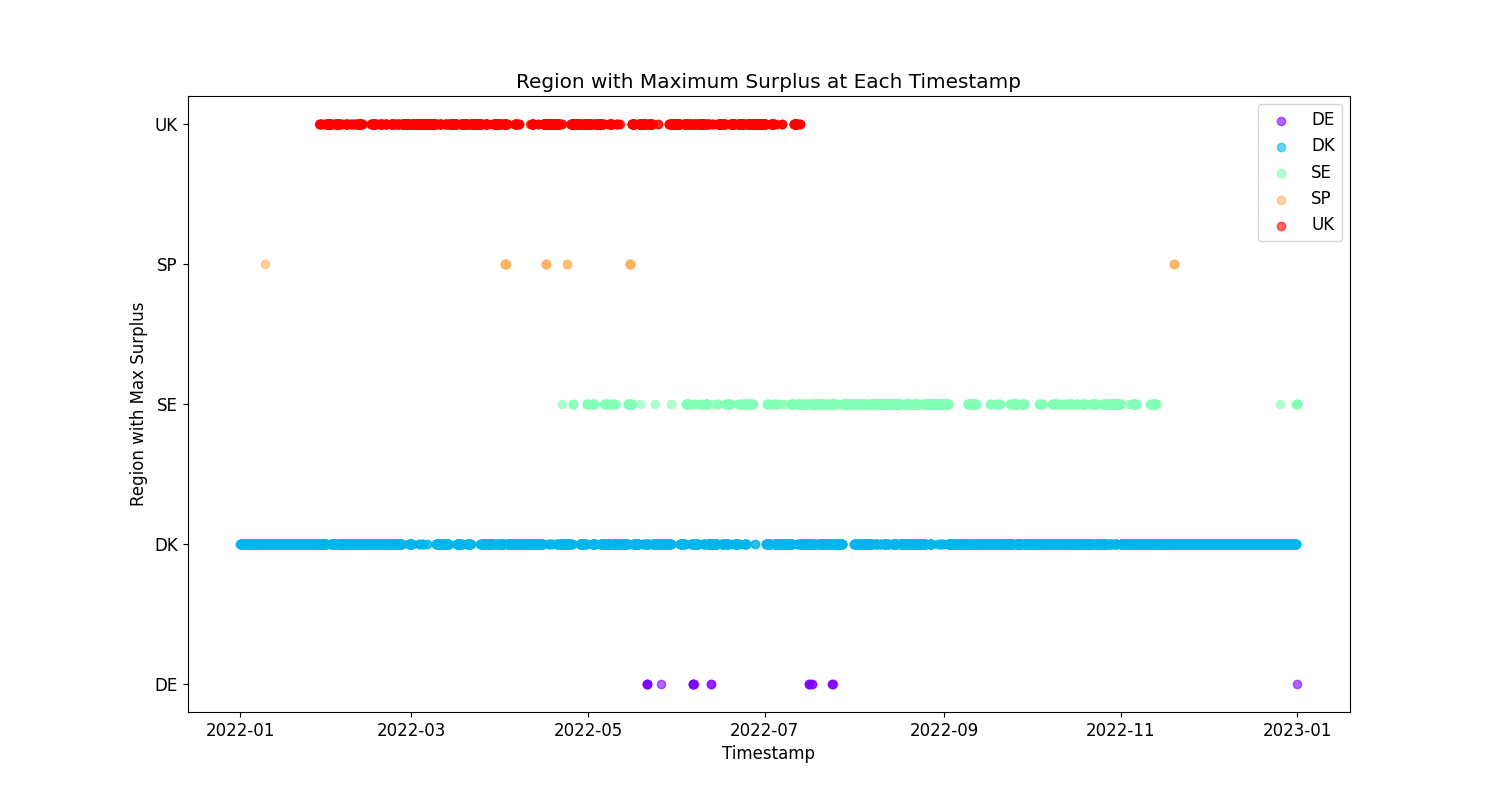 Region with Maximum Surplus at Each Timestamp
Region with Max Surplus
UK
SP
SE
DK
DE
DE
DK
SE
SP
UK
2022-01
2022-03
2022-05
2022-07
2022-09
2022-11
2023-01
Timestamp